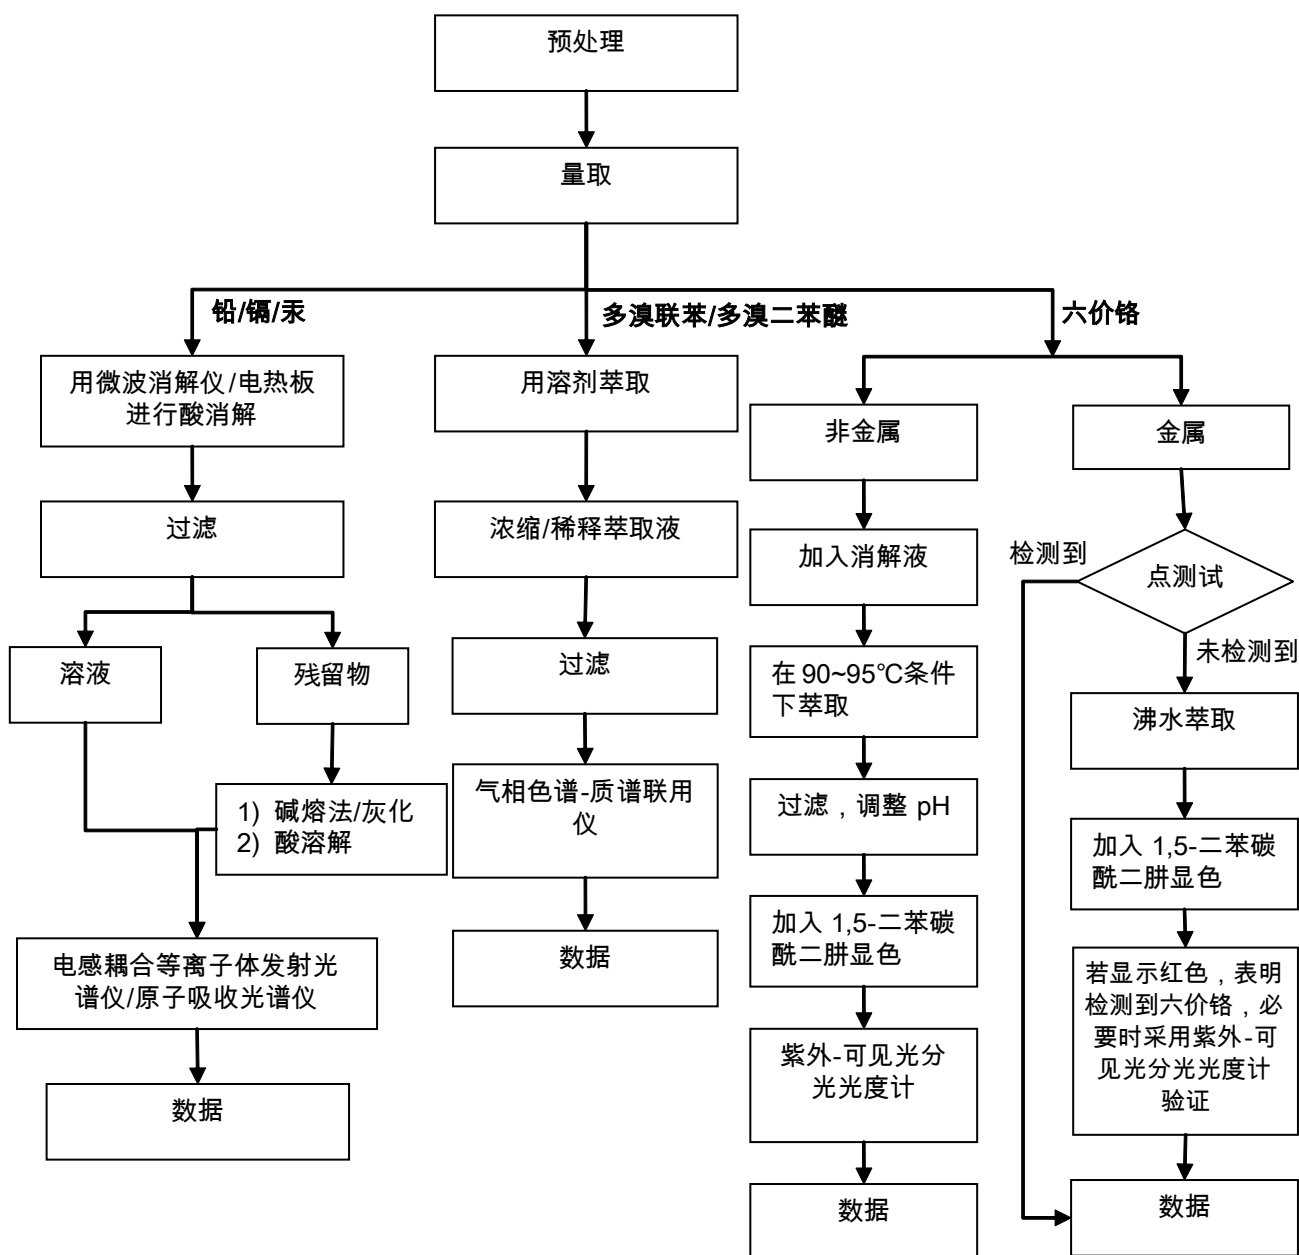 预处理
量取
铅/镉/汞
多溴联苯/多溴二苯醚
六价铬
用微波消解仪/电热板
进行酸消解
过滤
溶液
残留物
1) 碱熔法/灰化
2) 酸溶解
电感耦合等离子体发射光
谱仪/原子吸收光谱仪
数据
用溶剂萃取
浓缩/稀释萃取液
过滤
气相色谱-质谱联用
仪
数据
非金属
加入消解液
在 90~95℃条件
下萃取
过滤，调整 pH
加入 1,5-二苯碳
酰二肼显色
紫外-可见光分
光光度计
数据
金属
点测试
检测到
未检测到
沸水萃取
加入 1,5-二苯碳
酰二肼显色
若显示红色，表明
检测到六价铬，必
要时采用紫外-可
见光分光光度计
验证
数据